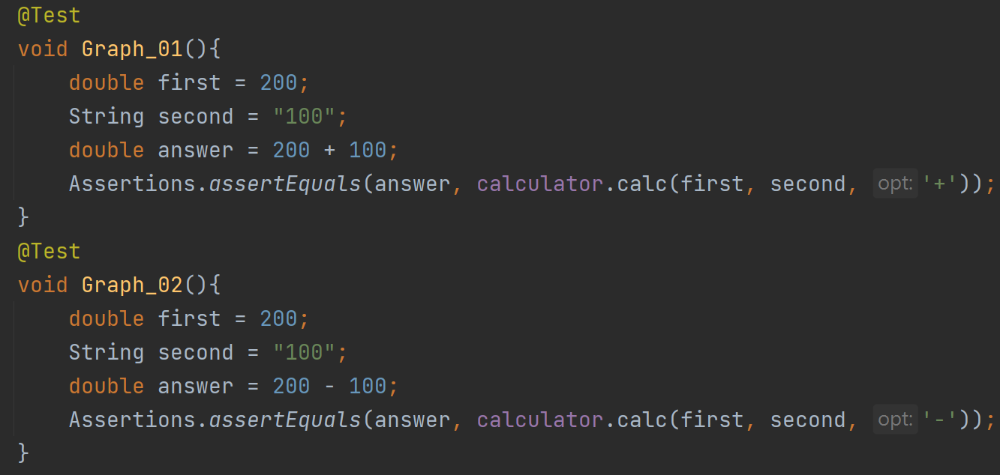 @Test
void Graph_01(){
    double first = 200;
    String second = "100";
    double answer = 200 + 100;
    Assertions.assertEquals(answer, calculator.calc(first, second, opt: '+'));
}
@Test
void Graph_02(){
    double first = 200;
    String second = "100";
    double answer = 200 - 100;
    Assertions.assertEquals(answer, calculator.calc(first, second, opt: '-'));
}